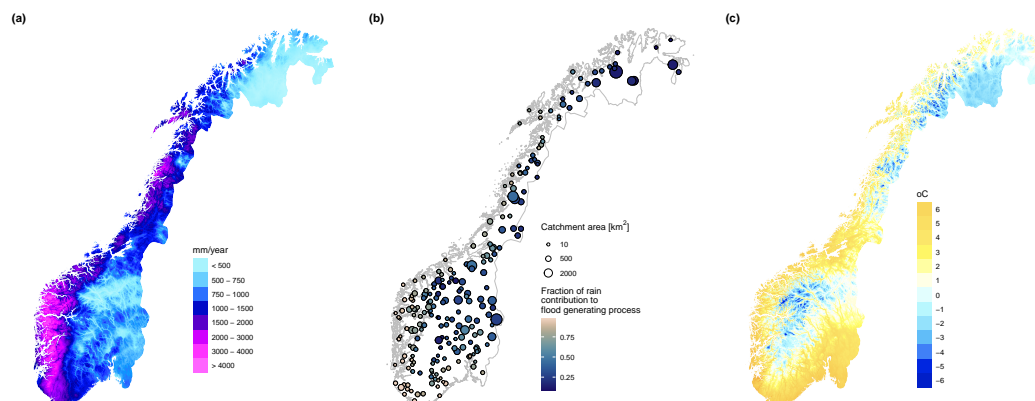 (a)
mm/year
< 500
500 – 750
750 – 1000
1000 – 1500
1500 – 2000
2000 – 3000
3000 – 4000
> 4000
(b)
Catchment area [km²]
10
500
2000
Fraction of rain
contribution to
flood generating process
0.75
0.50
0.25
(c)
oC
6
5
4
3
2
1
0
−1
−2
−3
−4
−5
−6